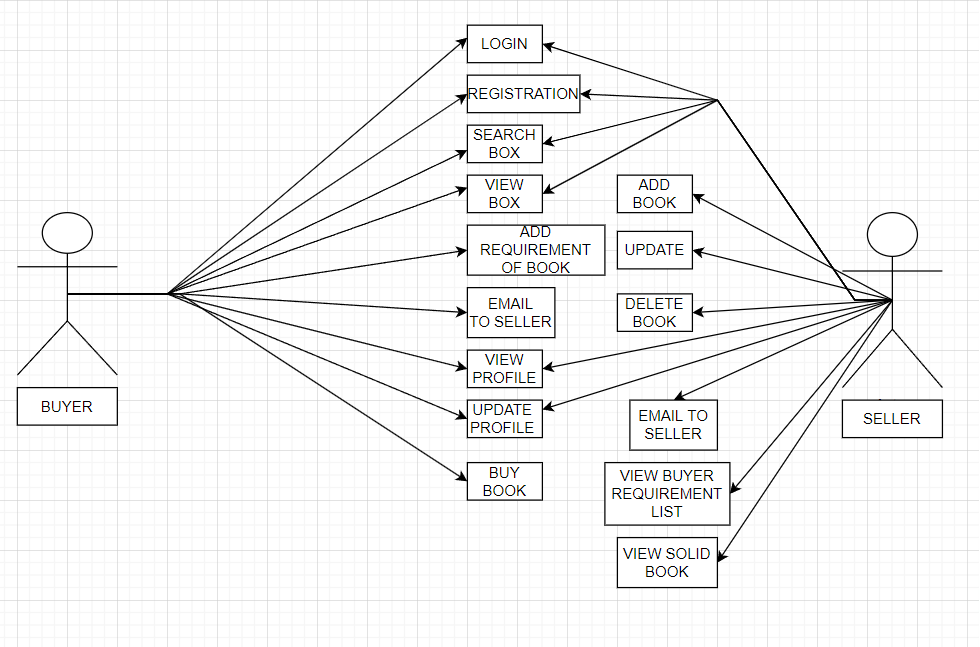 LOGIN
REGISTRATION
SEARCH
BOX
VIEW
BOX
ADD
BOOK
ADD
REQUIREMENT
OF BOOK
UPDATE
EMAIL
TO SELLER
DELETE
BOOK
VIEW
PROFILE
UPDATE
PROFILE
BUYER
EMAIL TO
SELLER
SELLER
BUY
BOOK
VIEW BUYER
REQUIREMENT
LIST
VIEW SOLID
BOOK